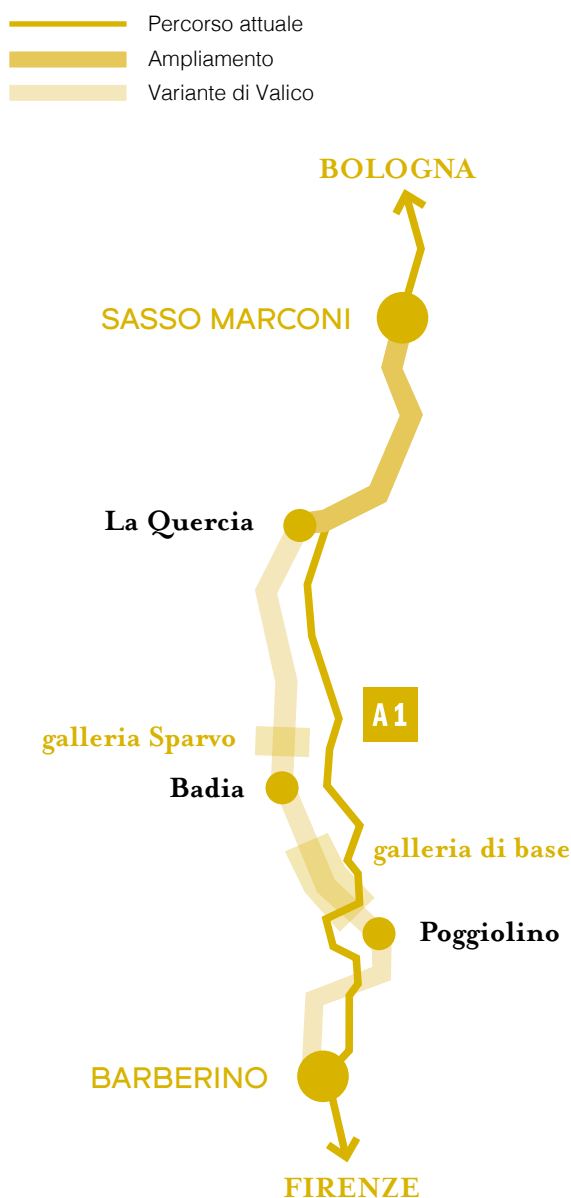 Percorso attuale
Ampliamento
Variante di Valico
BOLOGNA
SASSO MARCONI
La Quercia
A1
galleria Sparvo
Badia
galleria di base
Poggiolino
BARBERINO
FIRENZE